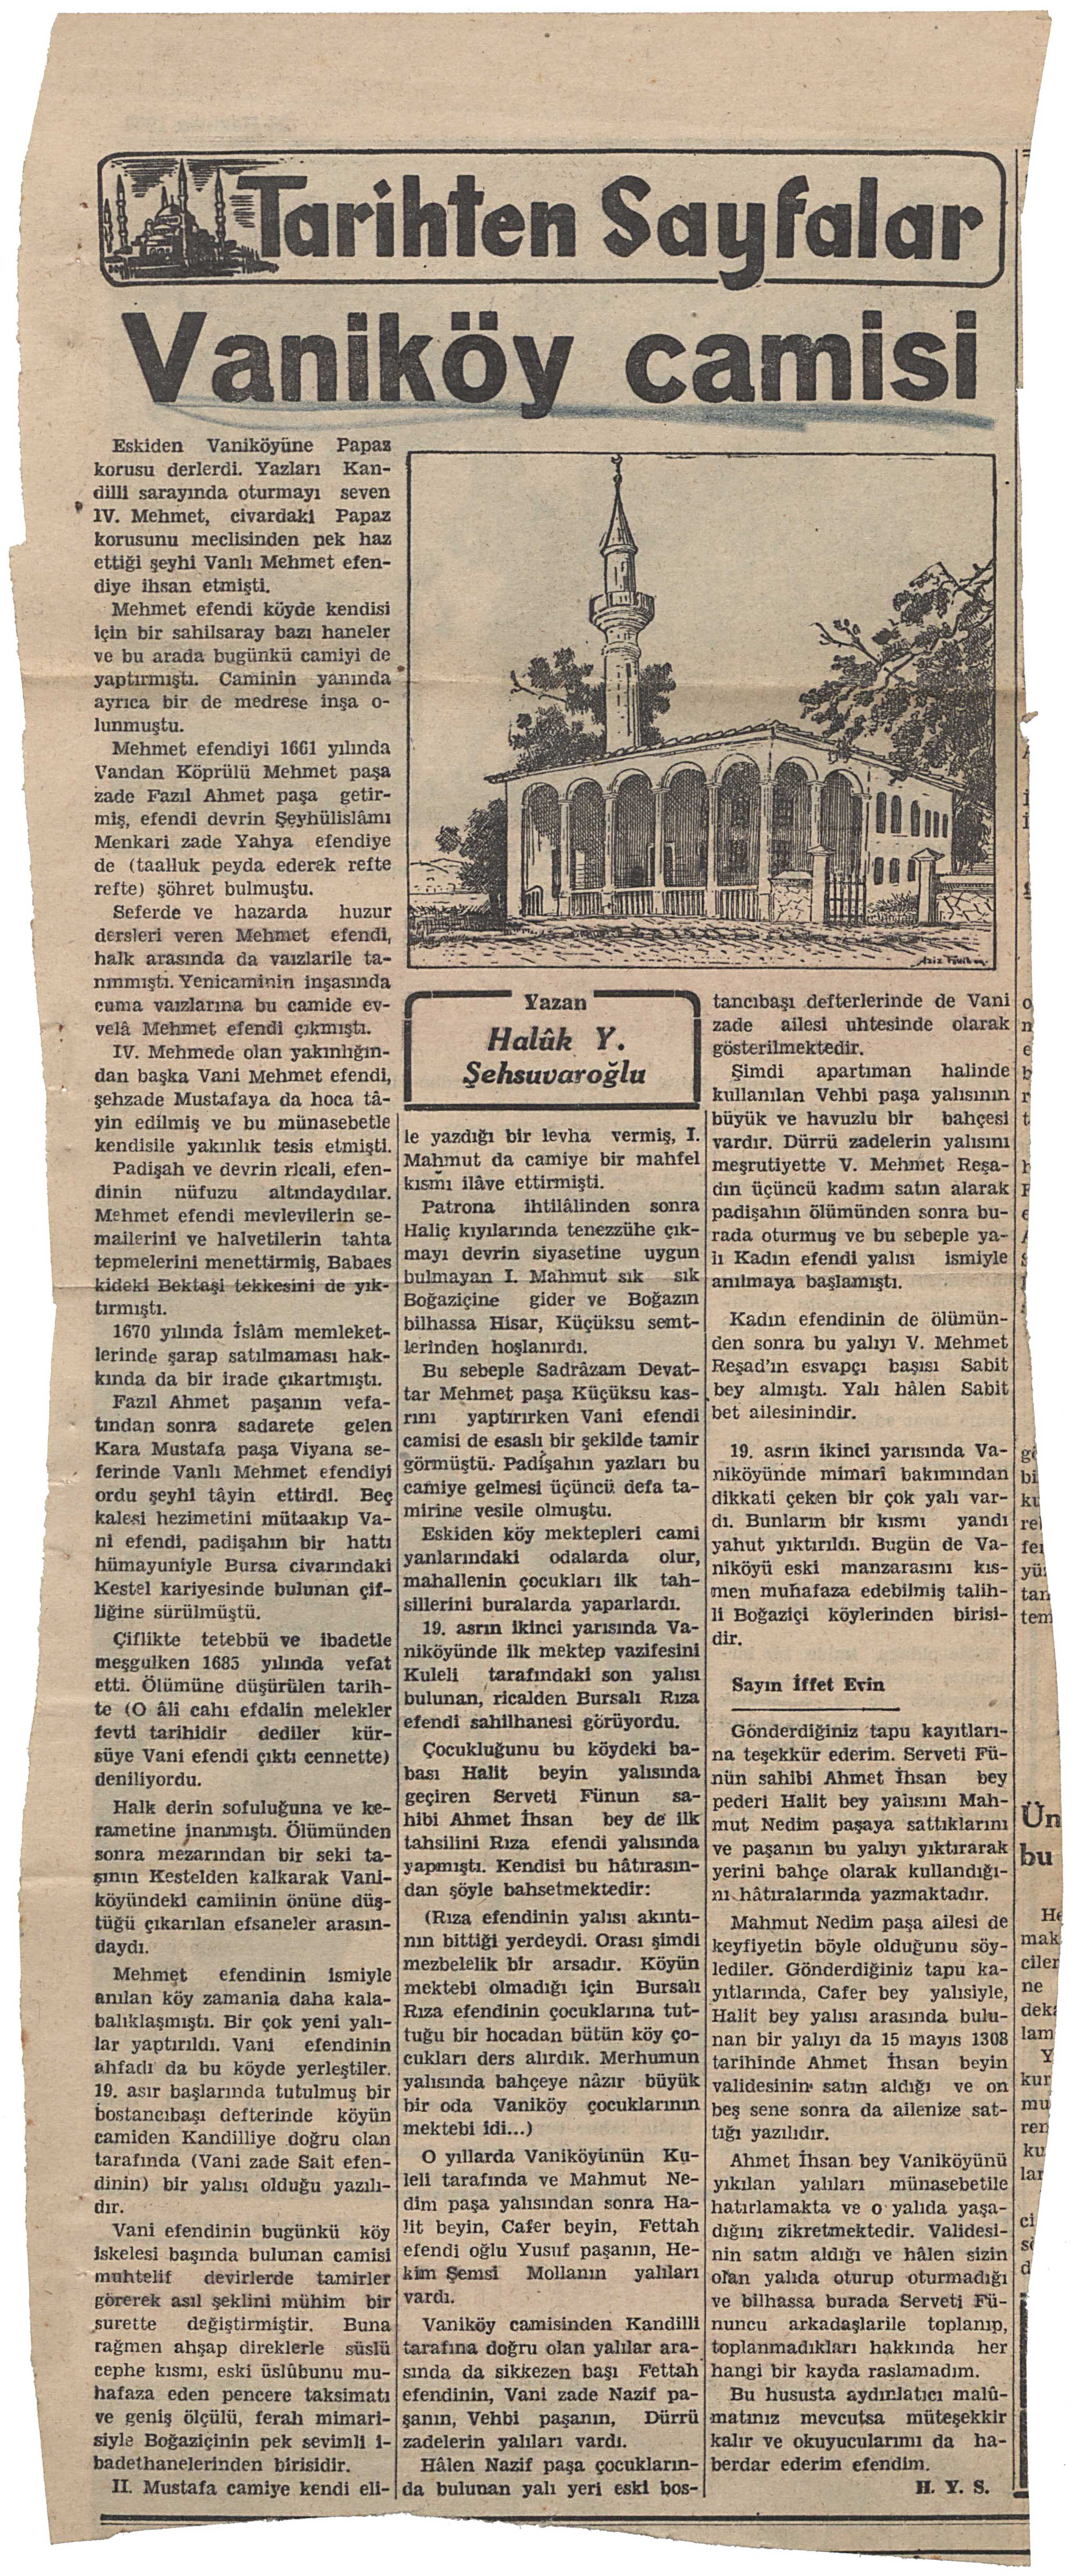 Tarihten Sayfalar
Vaniköy camisi
Eskiden Vaniköyüne Papaz
korusu derlerdi. Yazları Kan-
dilli sarayında oturmayı seven
IV. Mehmet, civardaki Papaz
korusunu meclisinden pek haz
ettiği şeyhi Vanlı Mehmet efen-
diye ihsan etmişti.
Mehmet efendi köyde kendisi
için bir sahilsaray bazı haneler
ve bu arada bugünkü camiyi de
yaptırmıştı. Caminin yanında
ayrıca bir de medrese inşa o-
lunmuştu.
Mehmet efendiyi 1661 yılında
Vandan Köprülü Mehmet paşa
zade Fazıl Ahmet paşa getir-
miş, efendi devrin Şeyhülislâmı
Menkari zade Yahya efendiye
de (taalluk peyda ederek refte
refte) şöhret bulmuştu.
Seferde ve hazarda huzur
dersleri veren Mehmet efendi,
halk arasında da vaızlarile ta-
nınmıştı. Yenicaminin inşasında
cuma vaızlarına bu camide ev-
velâ Mehmet efendi çıkmıştı.
IV. Mehmede olan yakınlığın-
dan başka Vani Mehmet efendi,
şehzade Mustafaya da hoca tâ-
yin edilmiş ve bu münasebetle
kendisile yakınlık tesis etmişti.
Padişah ve devrin ricali, efen-
dinin nüfuzu altındaydılar.
Mehmet efendi mevlevilerin se-
mailerini ve halvetilerin tahta
tepmelerini menettirmiş, Babaes
kideki Bektaşi tekkesini de yık-
tırmıştı.
1670 yılında İslâm memleket-
lerinde şarap satılmaması hak-
kında da bir irade çıkartmıştı.
Fazıl Ahmet paşanın vefa-
tından sonra sadarete gelen
Kara Mustafa paşa Viyana se-
ferinde Vanlı Mehmet efendiyi
ordu şeyhi tâyin ettirdi. Beç
kalesi hezimetini mütaakıp Va-
ni efendi, padişahın bir hattı
hümayuniyle Bursa civarındaki
Kestel kariyesinde bulunan çif-
liğine sürülmüştü.
Çiflikte tetebbü ve ibadetle
meşgulken 1685 yılında vefat
etti. Ölümüne düşürülen tarih-
te (O âli cahı efdalin melekler
fevti tarihidir dediler kür-
süye Vani efendi çıktı cennette)
deniliyordu.
Halk derin sofuluğuna ve ke-
rametine inanmıştı. Ölümünden
sonra mezarından bir seki ta-
şının Kestelden kalkarak Vani-
köyündeki camiinin önüne düş-
tüğü çıkarılan efsaneler arasın-
daydı.
Mehmet efendinin ismiyle
anılan köy zamanla daha kala-
balıklaşmıştı. Bir çok yeni yalı-
lar yaptırıldı. Vani efendinin
ahfadı da bu köyde yerleştiler.
19. asır başlarında tutulmuş bir
bostancıbaşı defterinde köyün
camiden Kandilliye doğru olan
tarafında (Vani zade Sait efen-
dinin) bir yalısı olduğu yazılı-
dır.
Vani efendinin bugünkü köy
iskelesi başında bulunan camisi
muhtelif devirlerde tamirler
görerek asıl şeklini mühim bir
surette değiştirmiştir. Buna
rağmen ahşap direklerle süslü
cephe kısmı, eski üslûbunu mu-
hafaza eden pencere taksimatı
ve geniş ölçülü, ferah mimari-
siyle Boğaziçinin pek sevimli i-
badethanelerinden birisidir.
II. Mustafa camiye kendi eli-
Yazan
Halûk Y.
Şehsuvaroğlu
le yazdığı bir levha vermiş, I.
Mahmut da camiye bir mahfel
kısmı ilâve ettirmişti.
Patrona ihtilâlinden sonra
Haliç kıyılarında tenezzühe çık-
mayı devrin siyasetine uygun
bulmayan I. Mahmut sık sık
Boğaziçine gider ve Boğazın
bilhassa Hisar, Küçüksu semt-
lerinden hoşlanırdı.
Bu sebeple Sadrâzam Devat-
tar Mehmet paşa Küçüksu kas-
rını yaptırırken Vani efendi
camisi de esaslı bir şekilde tamir
görmüştü. Padişahın yazları bu
camiye gelmesi üçüncü defa ta-
mirine vesile olmuştu.
Eskiden köy mektepleri cami
yanlarındaki odalarda olur,
mahallenin çocukları ilk tah-
sillerini buralarda yaparlardı.
19. asrın ikinci yarısında Va-
niköyünde ilk mektep vazifesini
Kuleli tarafındaki son yalısı
bulunan, ricalden Bursalı Rıza
efendi sahilhanesi görüyordu.
Çocukluğunu bu köydeki ba-
bası Halit beyin yalısında
geçiren Serveti Fünun sa-
hibi Ahmet İhsan bey de ilk
tahsilini Rıza efendi yalısında
yapmıştı. Kendisi bu hâtırasın-
dan şöyle bahsetmektedir:
(Rıza efendinin yalısı akıntı-
nın bittiği yerdeydi. Orası şimdi
mezbelelik bir arsadır. Köyün
mektebi olmadığı için Bursalı
Rıza efendinin çocuklarına tut-
tuğu bir hocadan bütün köy ço-
cukları ders alırdık. Merhumun
yalısında bahçeye nâzır büyük
bir oda Vaniköy çocuklarının
mektebi idi...)
O yıllarda Vaniköyünün Ku-
leli tarafında ve Mahmut Ne-
dim paşa yalısından sonra Ha-
lit beyin, Cafer beyin, Fettah
efendi oğlu Yusuf paşanın, He-
kim Şemsi Mollanın yalıları
vardı.
Vaniköy camisinden Kandilli
tarafına doğru olan yalılar ara-
sında da sikkezen başı Fettah
efendinin, Vani zade Nazif pa-
şanın, Vehbi paşanın, Dürrü
zadelerin yalıları vardı.
Hâlen Nazif paşa çocukların-
da bulunan yalı yeri eski bos-
tancıbaşı defterlerinde de Vani
zade ailesi uhtesinde olarak
gösterilmektedir.
Şimdi apartıman halinde
kullanılan Vehbi paşa yalısının
büyük ve havuzlu bir bahçesi
vardır. Dürrü zadelerin yalısını
meşrutiyette V. Mehmet Reşa-
dın üçüncü kadını satın alarak
padişahın ölümünden sonra bu-
rada oturmuş ve bu sebeple ya-
lı Kadın efendi yalısı ismiyle
anılmaya başlamıştı.
Kadın efendinin de ölümün-
den sonra bu yalıyı V. Mehmet
Reşad'ın esvapçı başısı Sabit
bey almıştı. Yalı hâlen Sabit
bet ailesinindir.
19. asrın ikinci yarısında Va-
niköyünde mimarî bakımından
dikkati çeken bir çok yalı var-
dı. Bunların bir kısmı yandı
yahut yıktırıldı. Bugün de Va-
niköyü eski manzarasını kıs-
men muhafaza edebilmiş talih-
li Boğaziçi köylerinden birisi-
dir.
Sayın İffet Evin
Gönderdiğiniz tapu kayıtları-
na teşekkür ederim. Serveti Fü-
nün sahibi Ahmet İhsan bey
pederi Halit bey yalısını Mah-
mut Nedim paşaya sattıklarını
ve paşanın bu yalıyı yıktırarak
yerini bahçe olarak kullandığı-
nı hâtıralarında yazmaktadır.
Mahmut Nedim paşa ailesi de
keyfiyetin böyle olduğunu söy-
lediler. Gönderdiğiniz tapu ka-
yıtlarında, Cafer bey yalısiyle,
Halit bey yalısı arasında bulu-
nan bir yalıyı da 15 mayıs 1308
tarihinde Ahmet İhsan beyin
validesinin satın aldığı ve on
beş sene sonra da ailenize sat-
tığı yazılıdır.
Ahmet İhsan bey Vaniköyünü
yıkılan yalıları münasebetile
hatırlamakta ve o yalıda yaşa-
dığını zikretmektedir. Validesi-
nin satın aldığı ve hâlen sizin
olan yalıda oturup oturmadığı
ve bilhassa burada Serveti Fü-
nuncu arkadaşlarile toplanıp,
toplanmadıkları hakkında her
hangi bir kayda raslamadım.
Bu hususta aydınlatıcı malû-
matınız mevcutsa müteşekkir
kalır ve okuyucularımı da ha-
berdar ederim efendim.
H. Y. S.